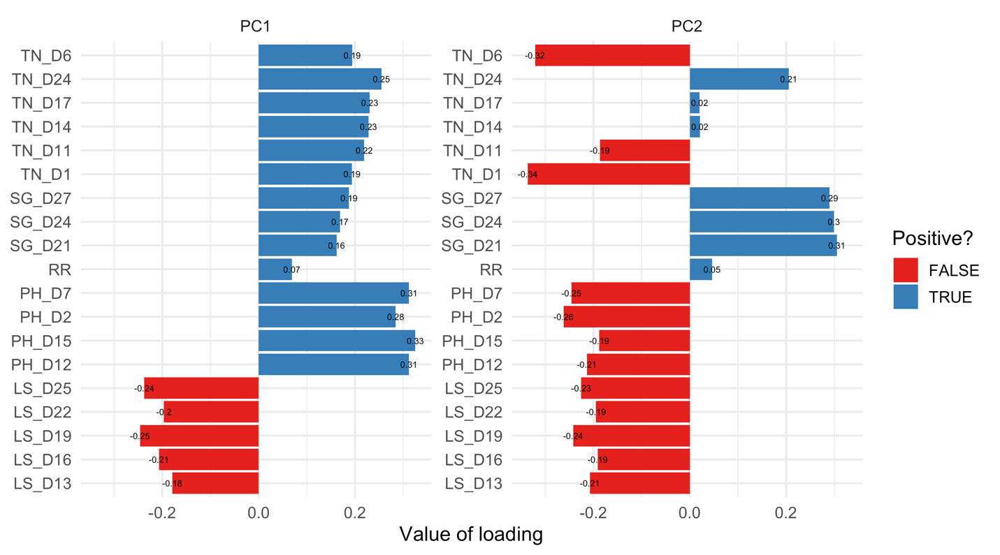 PC1
TN_D6
0.19
TN_D24
0.25
TN_D17
0.23
TN_D14
0.23
TN_D11
0.22
TN_D1
0.19
SG_D27
0.19
SG_D24
0.17
SG_D21
0.16
RR
0.07
PH_D7
0.31
PH_D2
0.28
PH_D15
0.33
PH_D12
0.31
LS_D25
-0.24
LS_D22
-0.2
LS_D19
-0.25
LS_D16
-0.21
LS_D13
-0.18
-0.2
0.0
0.2
PC2
TN_D6
-0.32
TN_D24
0.21
TN_D17
0.02
TN_D14
0.02
TN_D11
-0.19
TN_D1
-0.34
SG_D27
0.29
SG_D24
0.3
SG_D21
0.31
RR
0.05
PH_D7
-0.25
PH_D2
-0.26
PH_D15
-0.19
PH_D12
-0.21
LS_D25
-0.23
LS_D22
-0.19
LS_D19
-0.24
LS_D16
-0.19
LS_D13
-0.21
-0.2
0.0
0.2
Value of loading
Positive?
FALSE
TRUE